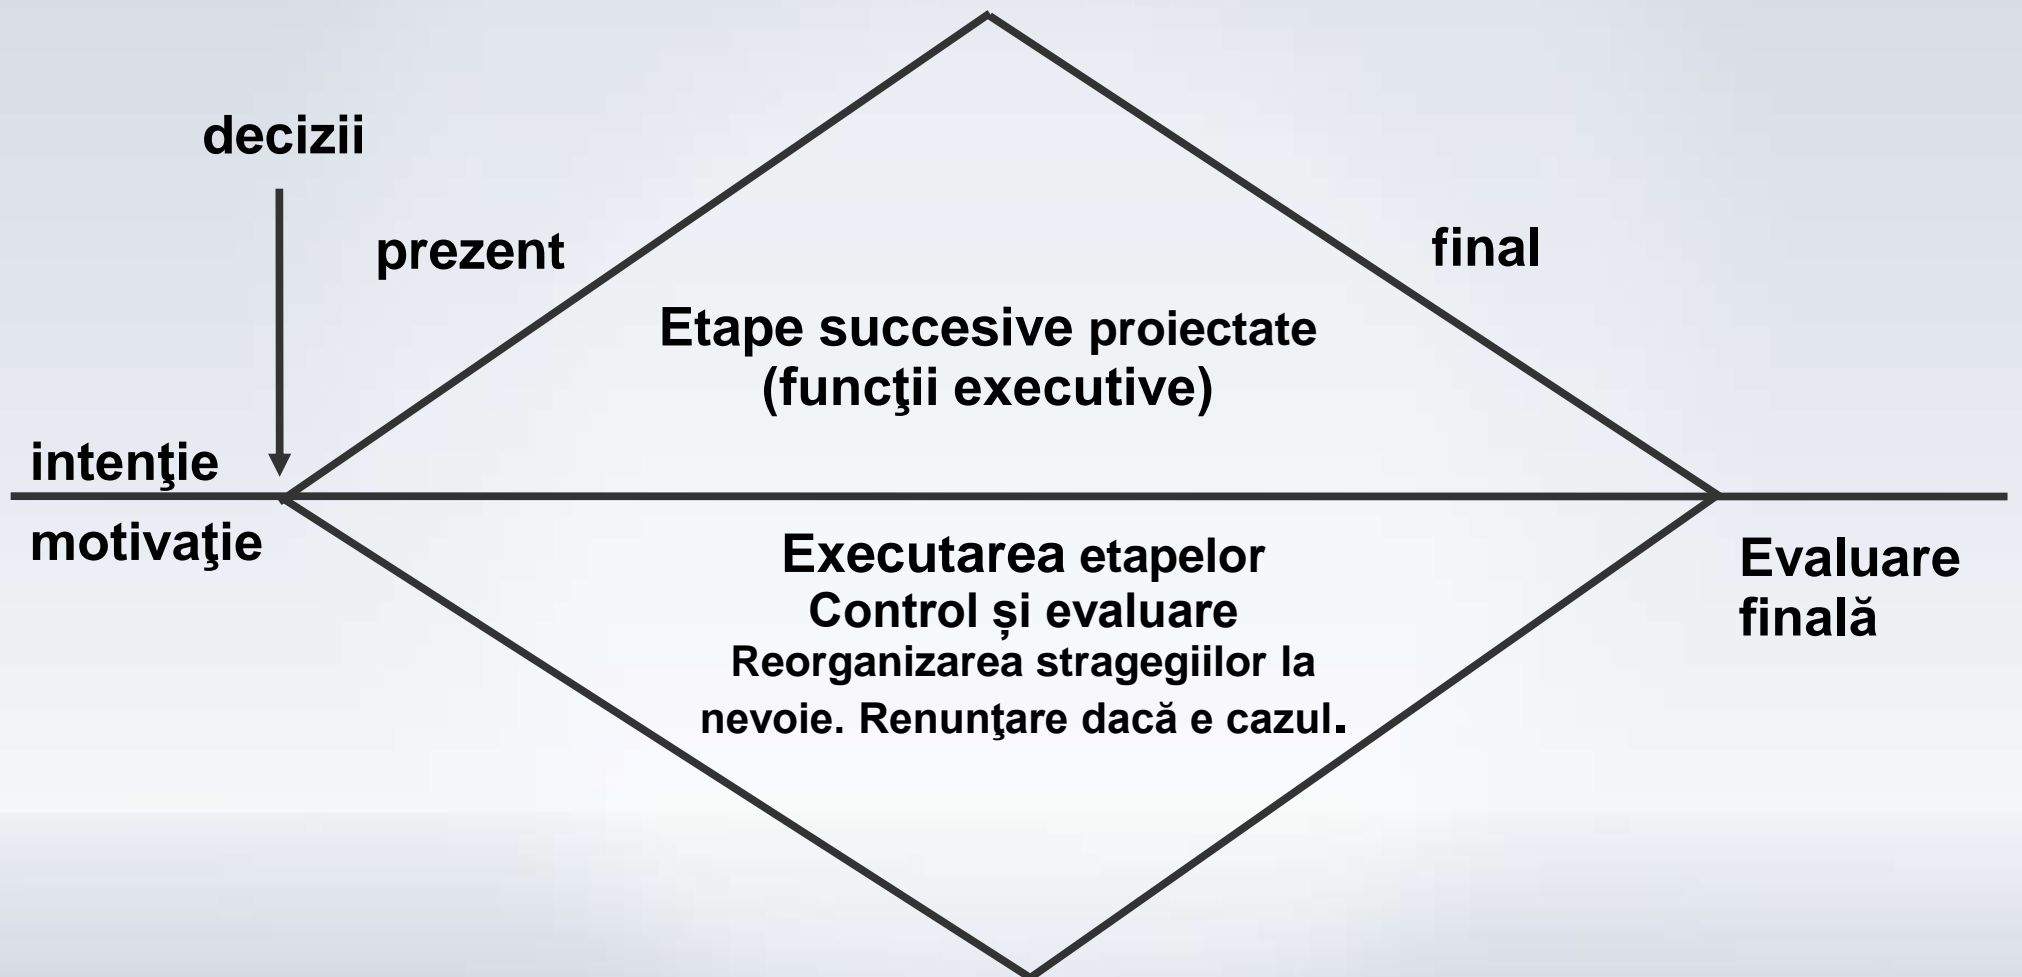 decizii
prezent
final
Etape succesive proiectate
(funcţii executive)
intenţie
motivaţie
Executarea etapelor
Control și evaluare
Reorganizarea stragegiilor la
nevoie. Renunţare dacă e cazul.
Evaluare
finală